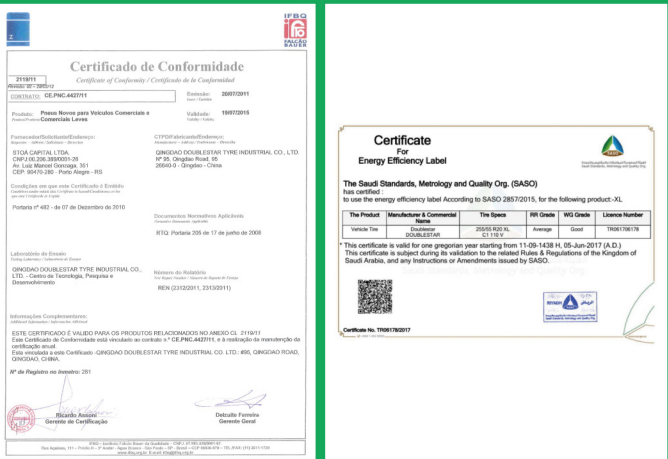 IFBQ
FALCÃO
BAUER
Certificado de Conformidade
2119/11
Certificate of Conformity / Certificado de la Conformidad
CONTRATO: CE.PNC.4427/11
Emissão: 20/07/2011
Produto: Pneus Novos para Veículos Comerciais e
Comerciais Leves
Validade: 19/07/2015
Fornecedor/Solicitante/Endereço:
STOA CAPITAL LTDA.
CNPJ:00.206.389/0001-26
Av. Luiz Manoel Gonzaga, 351
CEP: 90470-280 - Porto Alegre - RS
QINGDAO DOUBLESTAR TYRE INDUSTRIAL CO., LTD.
Nº 95, Qingdao Road, 95
26640-0 - Qingdao - China
Condições em que este Certificado é Emitido
Portaria nº 482 - de 07 de Dezembro de 2010
Documentos Normativos Aplicáveis
RTQ: Portaria 205 de 17 de junho de 2008
Laboratório de Ensaio:
QINGDAO DOUBLESTAR TYRE INDUSTRIAL CO.,
LTD. - Centro de Tecnologia, Pesquisa e
Desenvolvimento
Número do Relatório
REN (2312/2011, 2313/2011)
Informações Complementares:
ESTE CERTIFICADO É VALIDO PARA OS PRODUTOS RELACIONADOS NO ANEXO CL 2119/11
Este Certificado de Conformidade está vinculado ao contrato n.º CE.PNC.4427/11, e à realização da manutenção da
certificação anual.
Esta vinculada a este Certificado -QINGDAO DOUBLESTAR TYRE INDUSTRIAL CO. LTD.: #95, QINGDAO ROAD,
QINGDAO, CHINA.
Nº de Registro no Inmetro: 281
Ricardo Assoni
Gerente de Certificação
Delzuite Ferreira
Gerente Geral
Certificate
For
Energy Efficiency Label
SASO
The Saudi Standards, Metrology and Quality Org. (SASO)
has certified :
to use the energy efficiency label According to SASO 2857/2015, for the following product:-XL
The Product Manufacturer & Commercial Name Tire Specs RR Grade WG Grade Licence Number
Vehicle Tire Doublestar DOUBLESTAR 255/55 R20 XL C1 110 V Average Good TR061706178
* This certificate is valid for one gregorian year starting from 11-09-1438 H, 05-Jun-2017 (A.D.)
This certificate is subject during its validation to the related Rules & Regulations of the Kingdom of
Saudi Arabia, and any Instructions or Amendments issued by SASO.
Certificate No. TR06178/2017